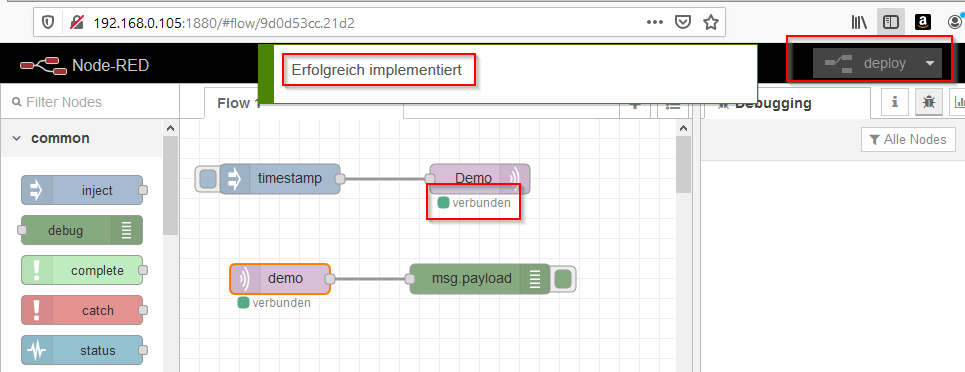 192.168.0.105:1880/#flow/9d0d53cc.21d2
Node-RED
Erfolgreich implementiert
deploy
Filter Nodes
Flow 1
Debugging
common
Alle Nodes
inject
timestamp
Demo
verbunden
debug
complete
demo
msg.payload
verbunden
catch
status